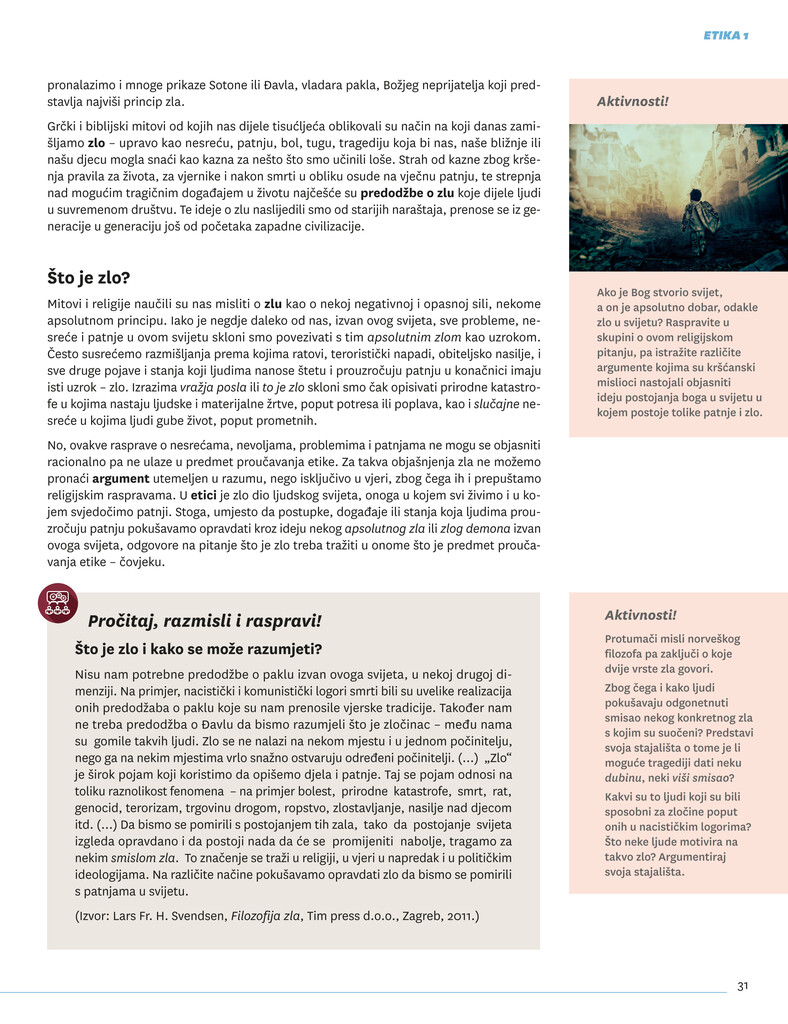 ETIKA 1
pronalazimo i mnoge prikaze Sotone ili Đavla, vladara pakla, Božjeg neprijatelja koji pred-
stavlja najviši princip zla.
Grčki i biblijski mitovi od kojih nas dijele tisućljeća oblikovali su način na koji danas zami-
šljamo zlo – upravo kao nesreću, patnju, bol, tugu, tragediju koja bi nas, naše bližnje ili
našu djecu mogla snaći kao kazna za nešto što smo učinili loše. Strah od kazne zbog krše-
nja pravila za života, za vjernike i nakon smrti u obliku osude na vječnu patnju, te strepnja
nad mogućim tragičnim događajem u životu najčešće su predodžbe o zlu koje dijele ljudi
u suvremenom društvu. Te ideje o zlu naslijedili smo od starijih naraštaja, prenose se iz ge-
neracije u generaciju još od početaka zapadne civilizacije.
Što je zlo?
Mitovi i religije naučili su nas misliti o zlu kao o nekoj negativnoj i opasnoj sili, nekome
apsolutnom principu. Iako je negdje daleko od nas, izvan ovog svijeta, sve probleme, ne-
sreće i patnje u ovom svijetu skloni smo povezivati s tim apsolutnim zlom kao uzrokom.
Često susrećemo razmišljanja prema kojima ratovi, teroristički napadi, obiteljsko nasilje, i
sve druge pojave i stanja koji ljudima nanose štetu i prouzročuju patnju u konačnici imaju
isti uzrok – zlo. Izrazima vražja posla ili to je zlo skloni smo čak opisivati prirodne katastro-
fe u kojima nastaju ljudske i materijalne žrtve, poput potresa ili poplava, kao i slučajne ne-
sreće u kojima ljudi gube život, poput prometnih.
No, ovakve rasprave o nesrećama, nevoljama, problemima i patnjama ne mogu se objasniti
racionalno pa ne ulaze u predmet proučavanja etike. Za takva objašnjenja zla ne možemo
pronaći argument utemeljen u razumu, nego isključivo u vjeri, zbog čega ih i prepuštamo
religijskim raspravama. U etici je zlo dio ljudskog svijeta, onoga u kojem svi živimo i u ko-
jem svjedočimo patnji. Stoga, umjesto da postupke, događaje ili stanja koja ljudima prou-
zročuju patnju pokušavamo opravdati kroz ideju nekog apsolutnog zla ili zlog demona izvan
ovoga svijeta, odgovore na pitanje što je zlo treba tražiti u onome što je predmet prouča-
vanja etike – čovjeku.
Aktivnosti!
Ako je Bog stvorio svijet,
a on je apsolutno dobar, odakle
zlo u svijetu? Raspravite u
skupini o ovom religijskom
pitanju, pa istražite različite
argumente kojima su kršćanski
mislioci nastojali objasniti
ideju postojanja boga u svijetu u
kojem postoje tolike patnje i zlo.
Pročitaj, razmisli i raspravi!
Što je zlo i kako se može razumjeti?
Nisu nam potrebne predodžbe o paklu izvan ovoga svijeta, u nekoj drugoj di-
menziji. Na primjer, nacistički i komunistički logori smrti bili su uvelike realizacija
onih predodžaba o paklu koje su nam prenosile vjerske tradicije. Također nam
ne treba predodžba o Đavlu da bismo razumjeli što je zločinac – među nama
su gomile takvih ljudi. Zlo se ne nalazi na nekom mjestu i u jednom počinitelju,
nego ga na nekim mjestima vrlo snažno ostvaruju određeni počinitelji. (...) „Zlo“
je širok pojam koji koristimo da opišemo djela i patnje. Taj se pojam odnosi na
toliku raznolikost fenomena – na primjer bolest, prirodne katastrofe, smrt, rat,
genocid, terorizam, trgovinu drogom, ropstvo, zlostavljanje, nasilje nad djecom
itd. (...) Da bismo se pomirili s postojanjem tih zala, tako da postojanje svijeta
izgleda opravdano i da postoji nada da će se promijeniti nabolje, tragamo za
nekim smislom zla. To značenje se traži u religiji, u vjeri u napredak i u političkim
ideologijama. Na različite načine pokušavamo opravdati zlo da bismo se pomirili
s patnjama u svijetu.
(Izvor: Lars Fr. H. Svendsen, Filozofija zla, Tim press d.o.o., Zagreb, 2011.)
Aktivnosti!
Protumači misli norveškog
filozofa pa zaključi o koje
dvije vrste zla govori.
Zbog čega i kako ljudi
pokušavaju odgonetnuti
smisao nekog konkretnog zla
s kojim su suočeni? Predstavi
svoja stajališta o tome je li
moguće tragediji dati neku
dubinu, neki viši smisao?
Kakvi su to ljudi koji su bili
sposobni za zločine poput
onih u nacističkim logorima?
Što neke ljude motivira na
takvo zlo? Argumentiraj
svoja stajališta.
31